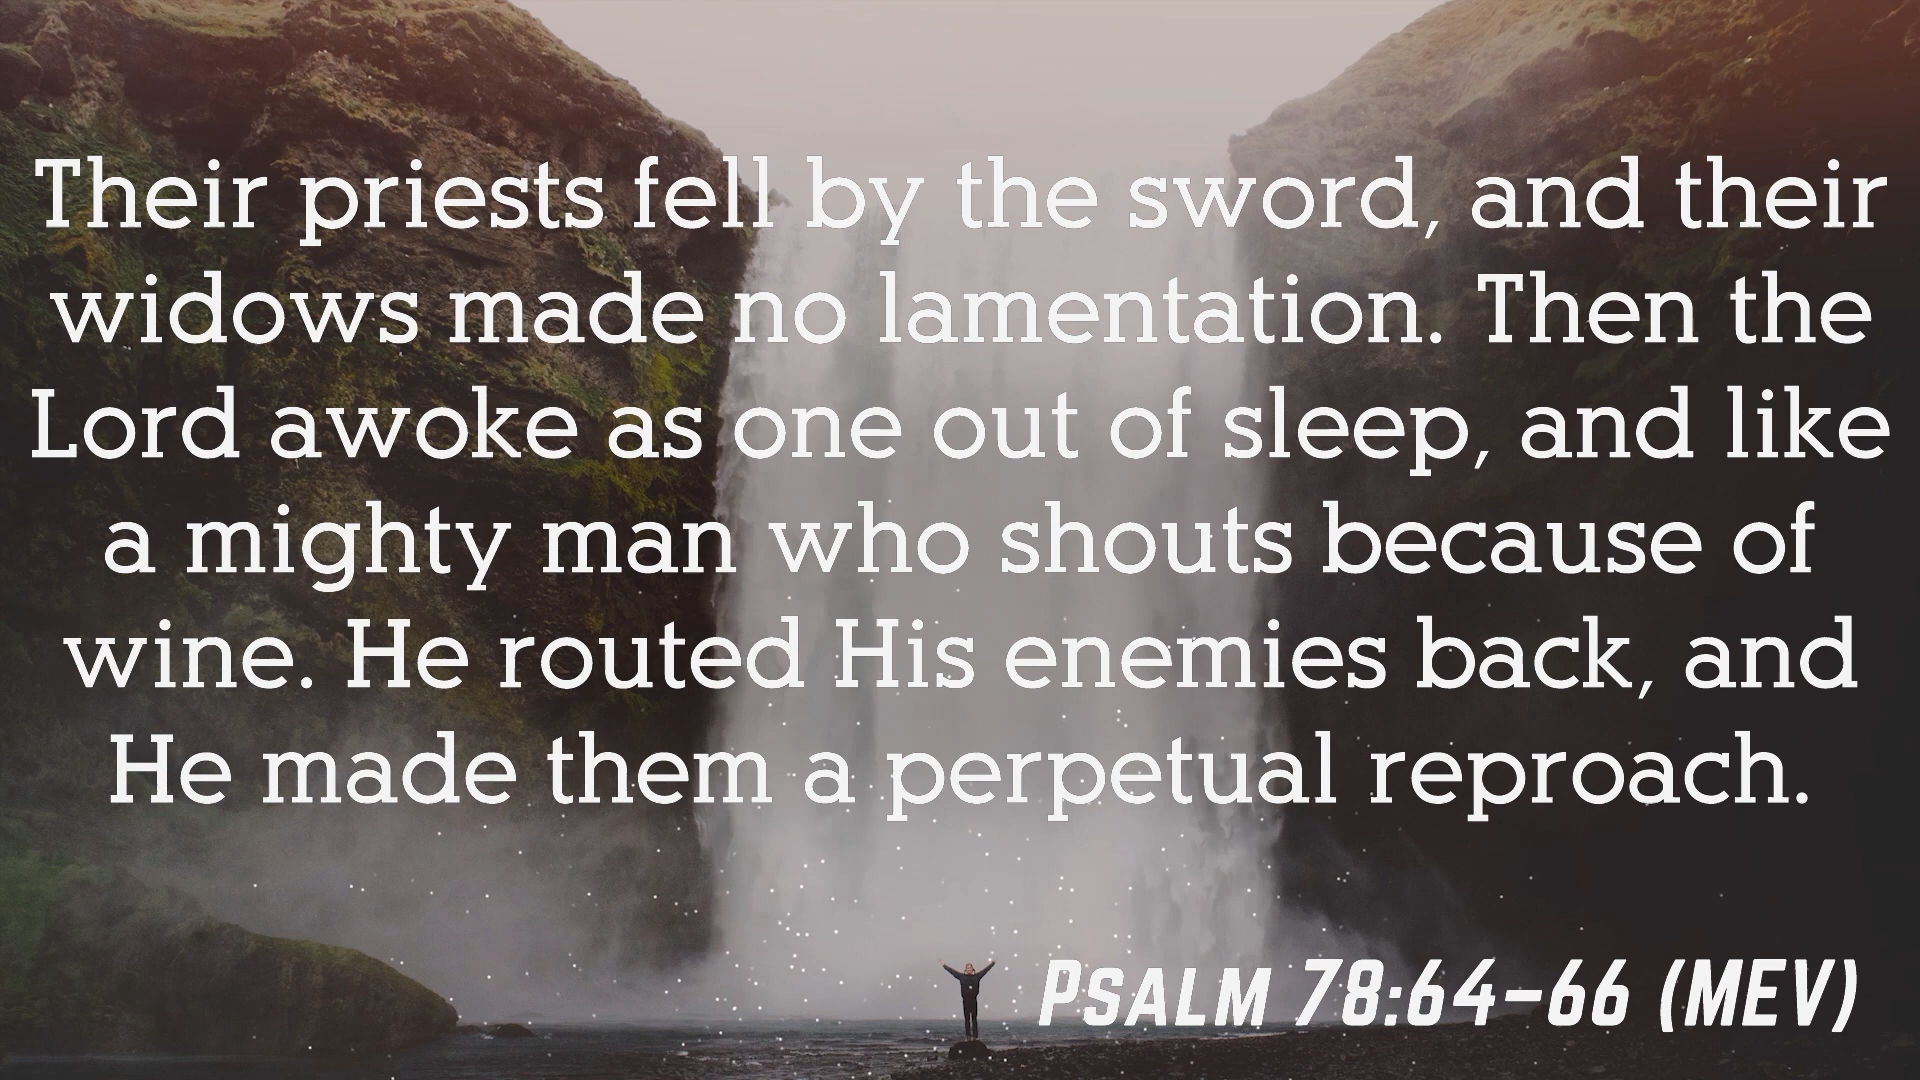 Their priests fell by the sword, and their
widows made no lamentation. Then the
Lord awoke as one out of sleep, and like
a mighty man who shouts because of
wine. He routed His enemies back, and
He made them a perpetual reproach.
Psalm 78:64–66 (MEV)